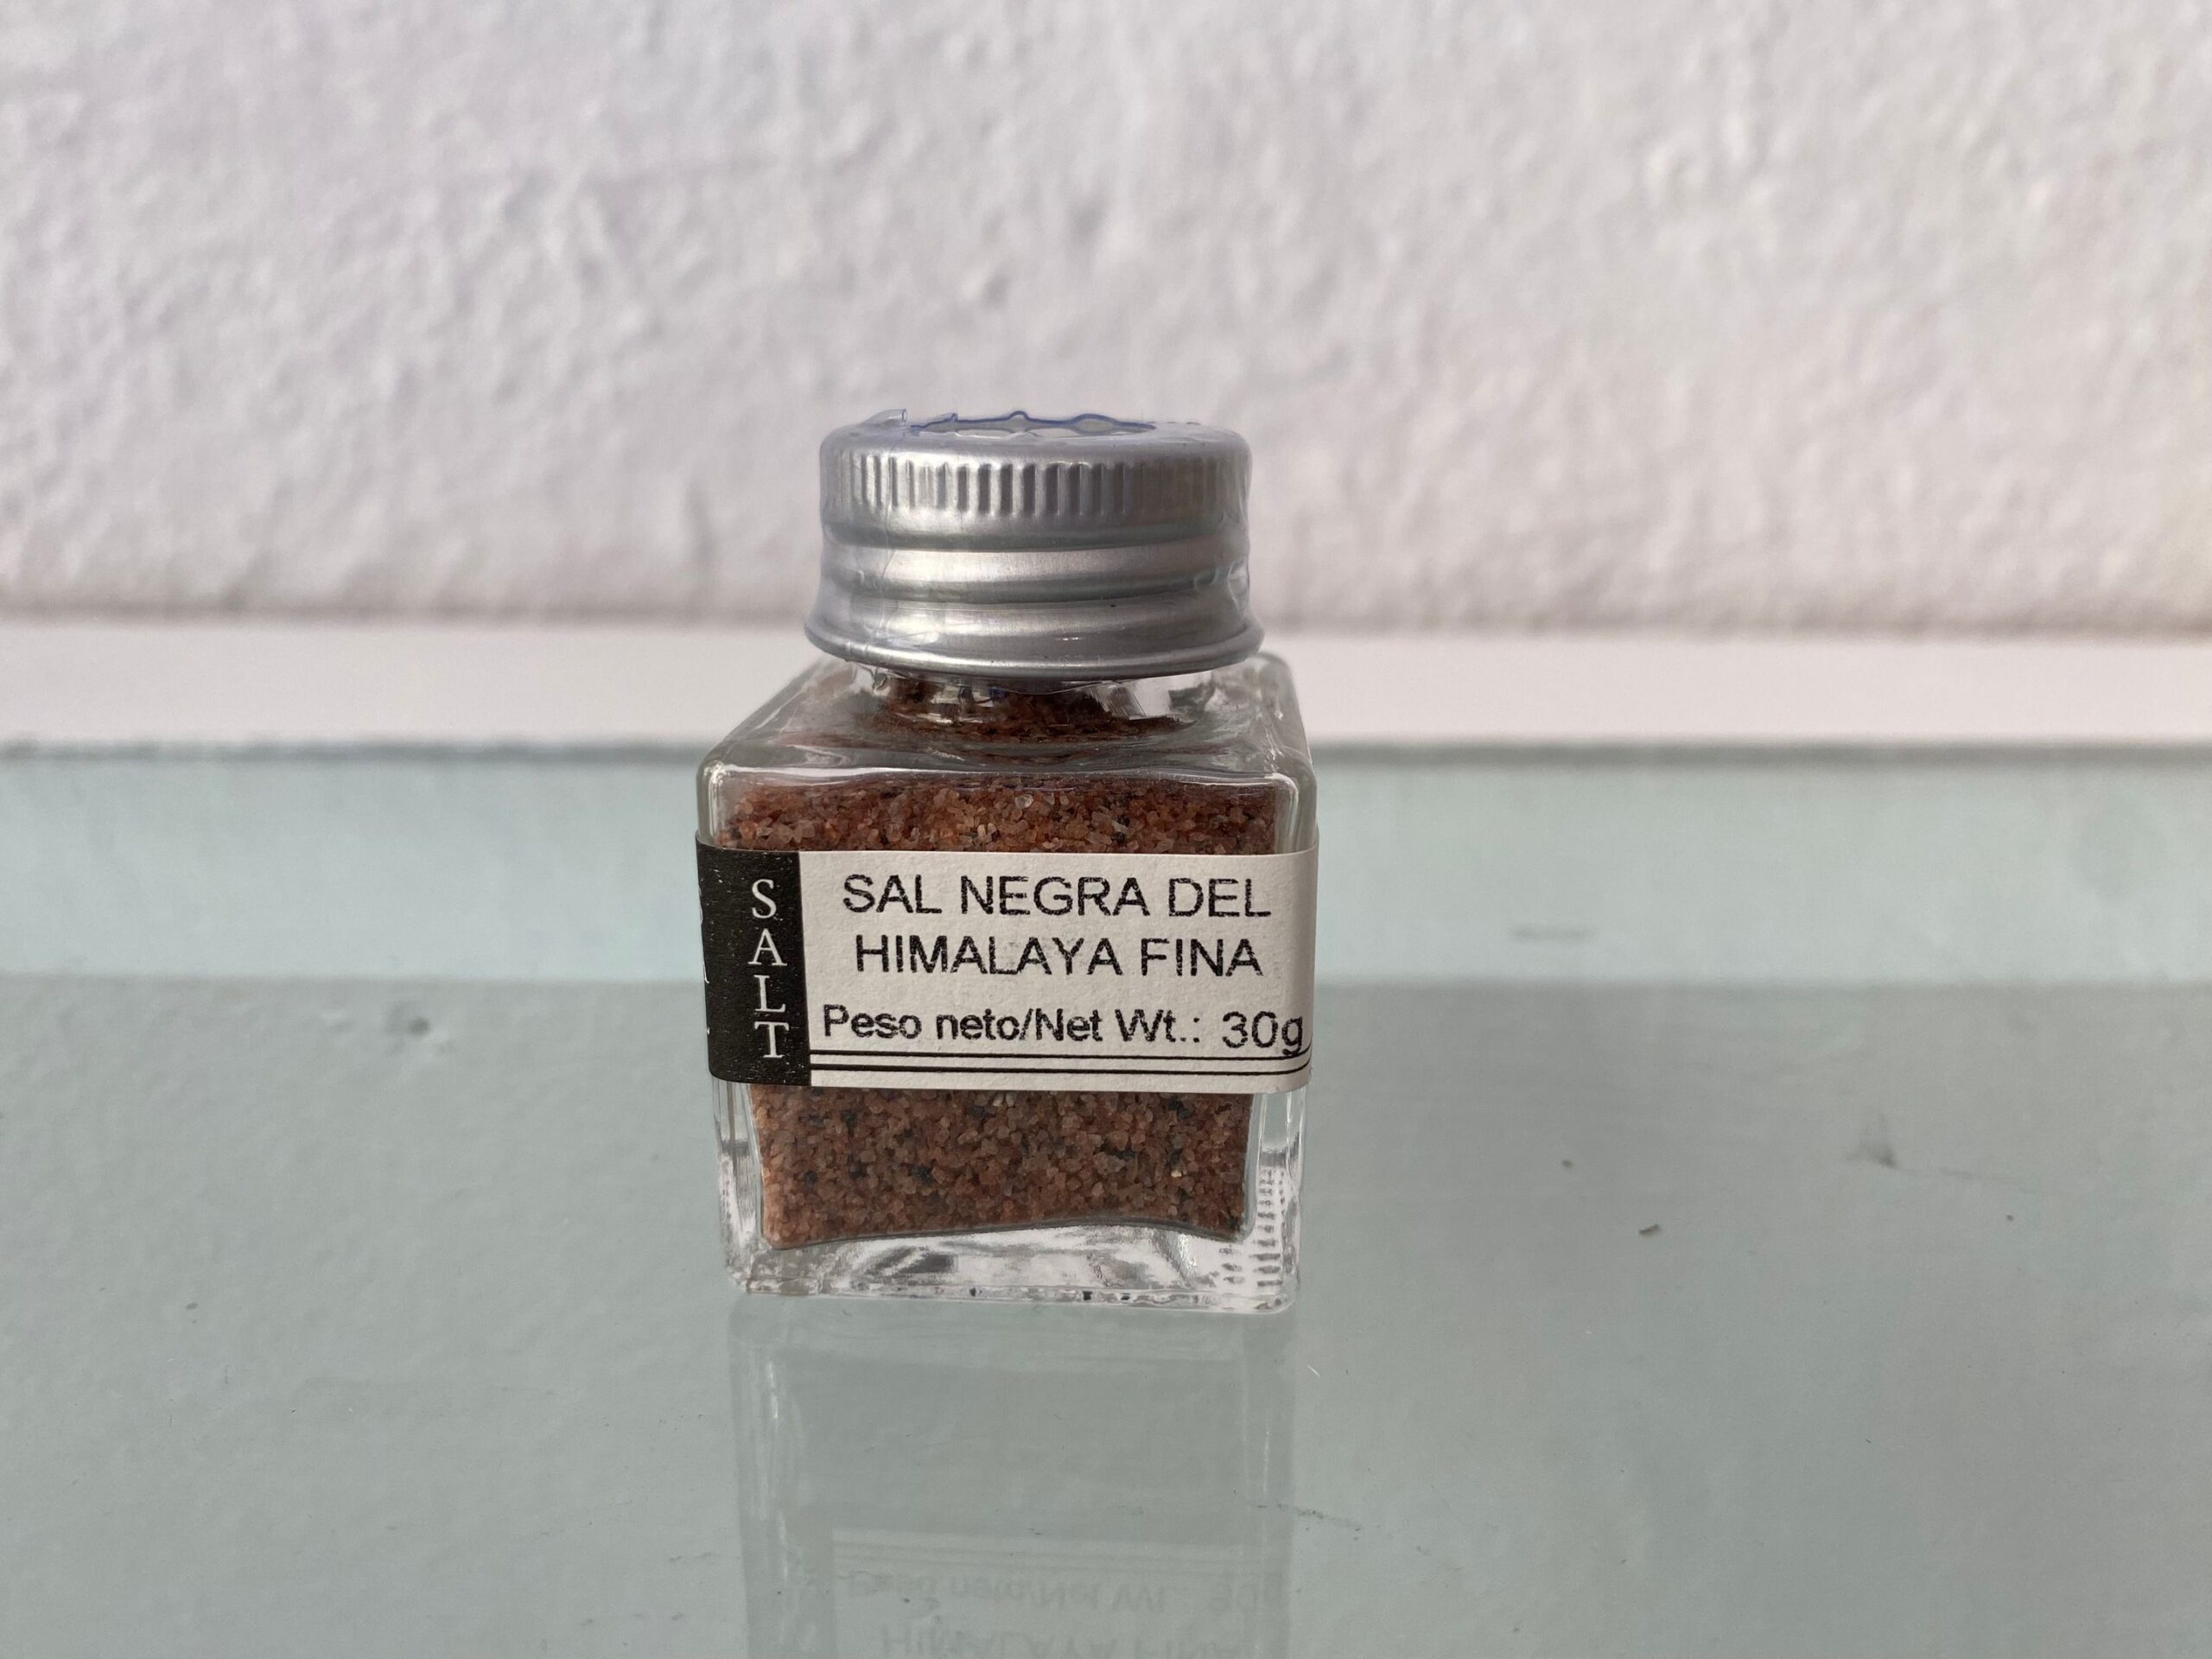 SALT
SAL NEGRA DEL
HIMALAYA FINA
Peso neto/Net Wt.: 30g